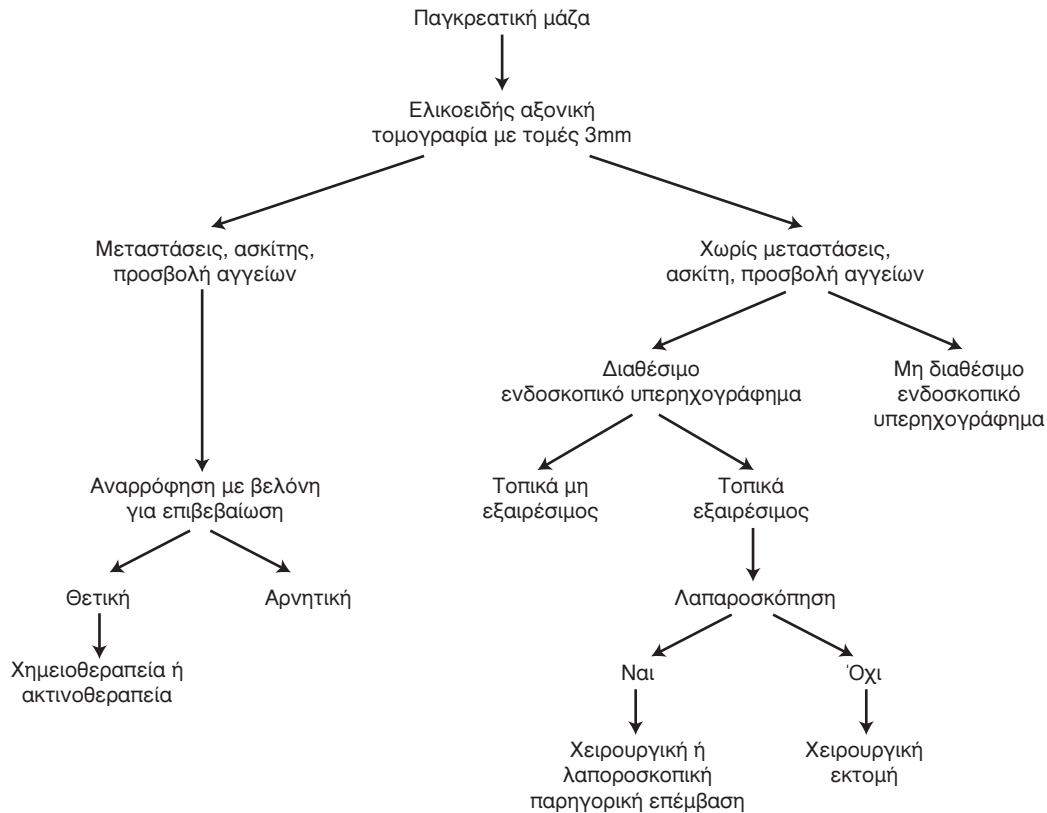 Παγκρεατική μάζα
Ελικοειδής αξονική
τομογραφία με τομές 3mm
Μεταστάσεις, ασκίτης,
προσβολή αγγείων
Χωρίς μεταστάσεις,
ασκίτη, προσβολή αγγείων
Διαθέσιμο
ενδοσκοπικό υπερηχογράφημα
Μη διαθέσιμο
ενδοσκοπικό
υπερηχογράφημα
Αναρρόφηση με βελόνη
για επιβεβαίωση
Τοπικά μη
εξαιρέσιμος
Τοπικά
εξαιρέσιμος
Θετική
Αρνητική
Λαπαροσκόπηση
Χημειοθεραπεία ή
ακτινοθεραπεία
Ναι
Όχι
Χειρουργική ή
λαποροσκοπική
παρηγορική επέμβαση
Χειρουργική
εκτομή